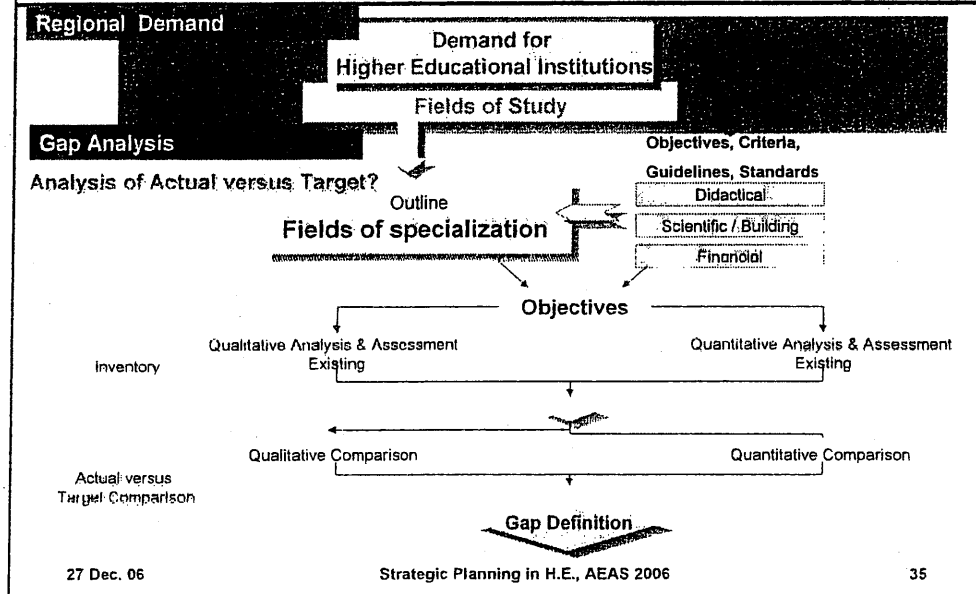 Regional Demand
Demand for
Higher Educational Institutions
Fields of Study
Gap Analysis
Objectives, Criteria,
Guidelines, Standards
Analysis of Actual versus Target?
Didactical
Outline
Scientific / Building
Fields of specialization
Financial
Objectives
Qualitative Analysis & Assessment
Existing
Quantitative Analysis & Assessment
Existing
Inventory
Qualitative Comparison
Quantitative Comparison
Actual versus
Target Comparison
Gap Definition
27 Dec. 06
Strategic Planning in H.E., AEAS 2006
35